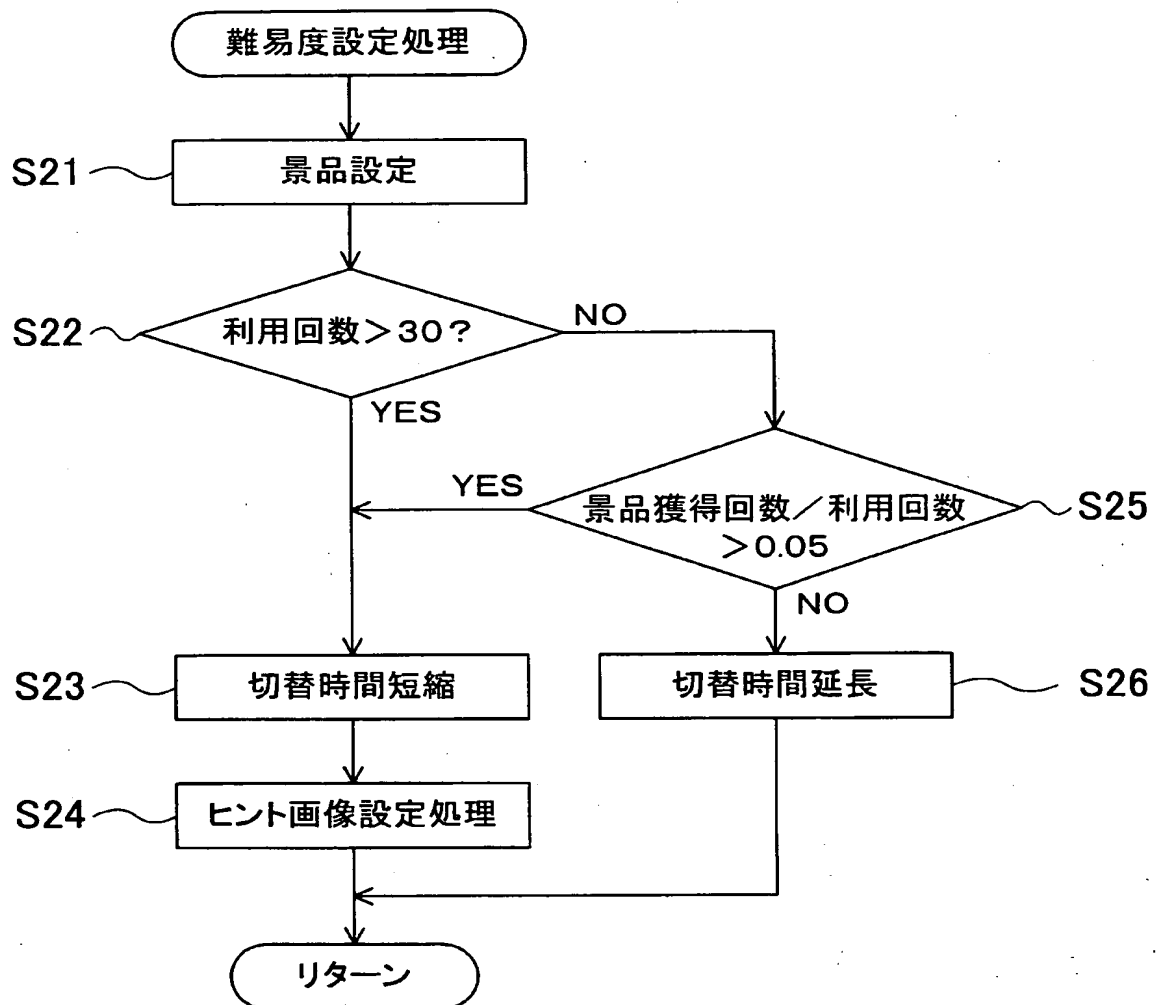 難易度設定処理
S21
景品設定
S22
利用回数＞30？
NO
YES
YES
景品獲得回数／利用回数
＞0.05
S25
NO
S23
切替時間短縮
切替時間延長
S26
S24
ヒント画像設定処理
リターン